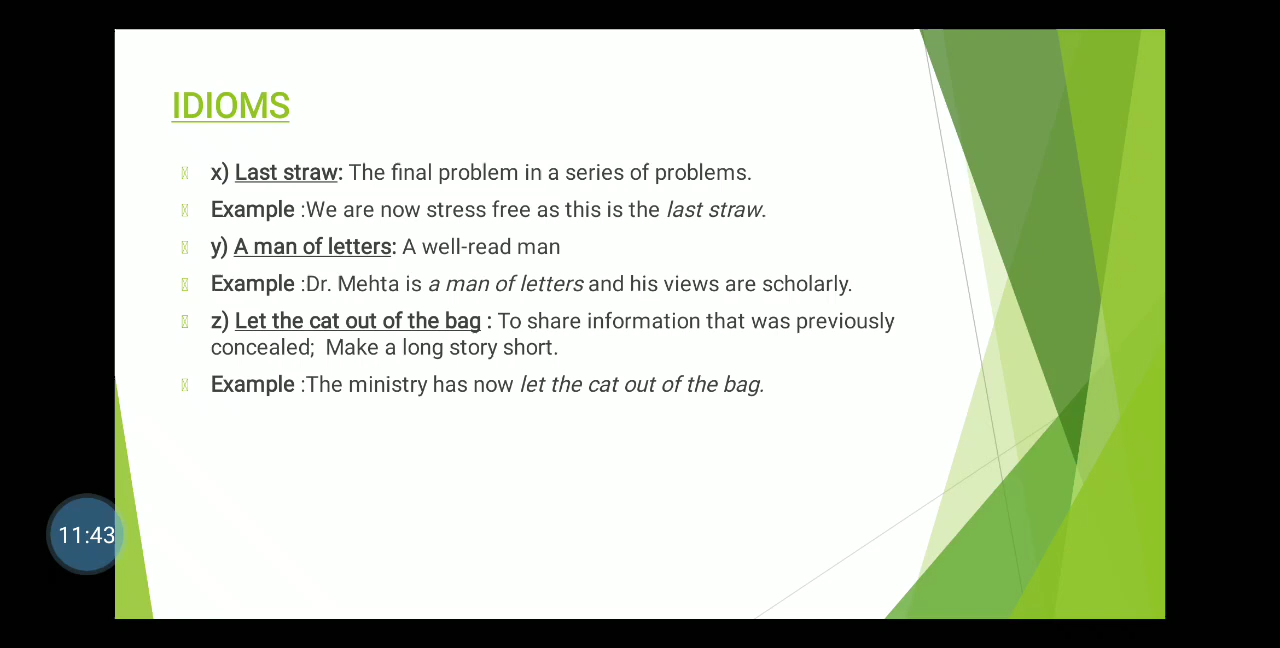 IDIOMS
x) Last straw: The final problem in a series of problems.
Example :We are now stress free as this is the last straw.
y) A man of letters: A well-read man
Example :Dr. Mehta is a man of letters and his views are scholarly.
z) Let the cat out of the bag : To share information that was previously
concealed;  Make a long story short.
Example :The ministry has now let the cat out of the bag.
11:43